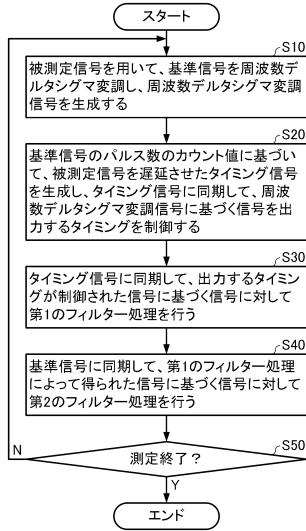 スタート
S10
被測定信号を用いて、基準信号を周波数デ
ルタシグマ変調し、周波数デルタシグマ変調
信号を生成する
S20
基準信号のパルス数のカウント値に基づい
て、被測定信号を遅延させたタイミング信号
を生成し、タイミング信号に同期して、周波
数デルタシグマ変調信号に基づく信号を出
力するタイミングを制御する
S30
タイミング信号に同期して、出力するタイミン
グが制御された信号に基づく信号に対して
第1のフィルター処理を行う
S40
基準信号に同期して、第1のフィルター処理
によって得られた信号に基づく信号に対して
第2のフィルター処理を行う
S50
N
測定終了？
Y
エンド